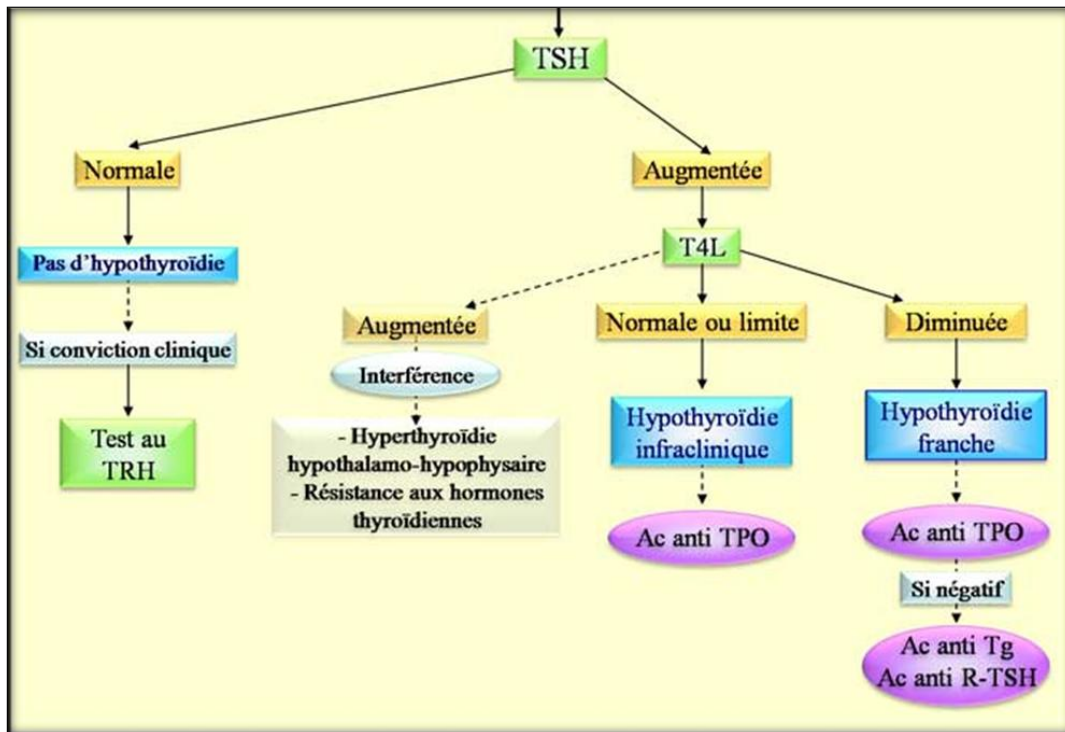 TSH
Normale
Augmentée
Pas d'hypothyroïdie
T4L
Si conviction clinique
Augmentée
Normale ou limite
Diminuée
Interférence
Test au
TRH
- Hyperthyroïdie
hypothalamo-hypophysaire
- Résistance aux hormones
thyroïdiennes
Hypothyroïdie
infraclinique
Hypothyroïdie
franche
Ac anti TPO
Ac anti TPO
Si négatif
Ac anti Tg
Ac anti R-TSH